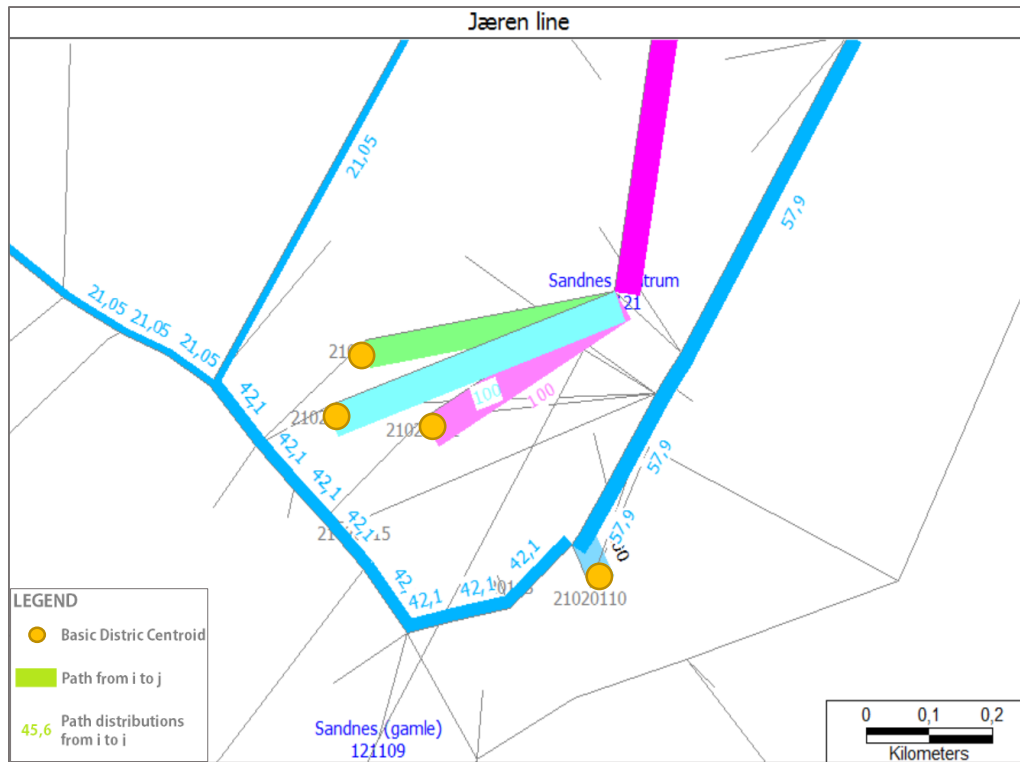 Jæren line
21,05
57,9
21,05
21,05
21,05
Sandnes
trum
21
100
100
42,1
42,1
42,1
42,1
57,9
57,9
42,1
42,
42,1
42,1
21020110
LEGEND
Basic Distric Centroid
Path from i to j
45,6 Path distributions
from i to i
Sandnes (gamle)
121109
0 0,1 0,2
Kilometers